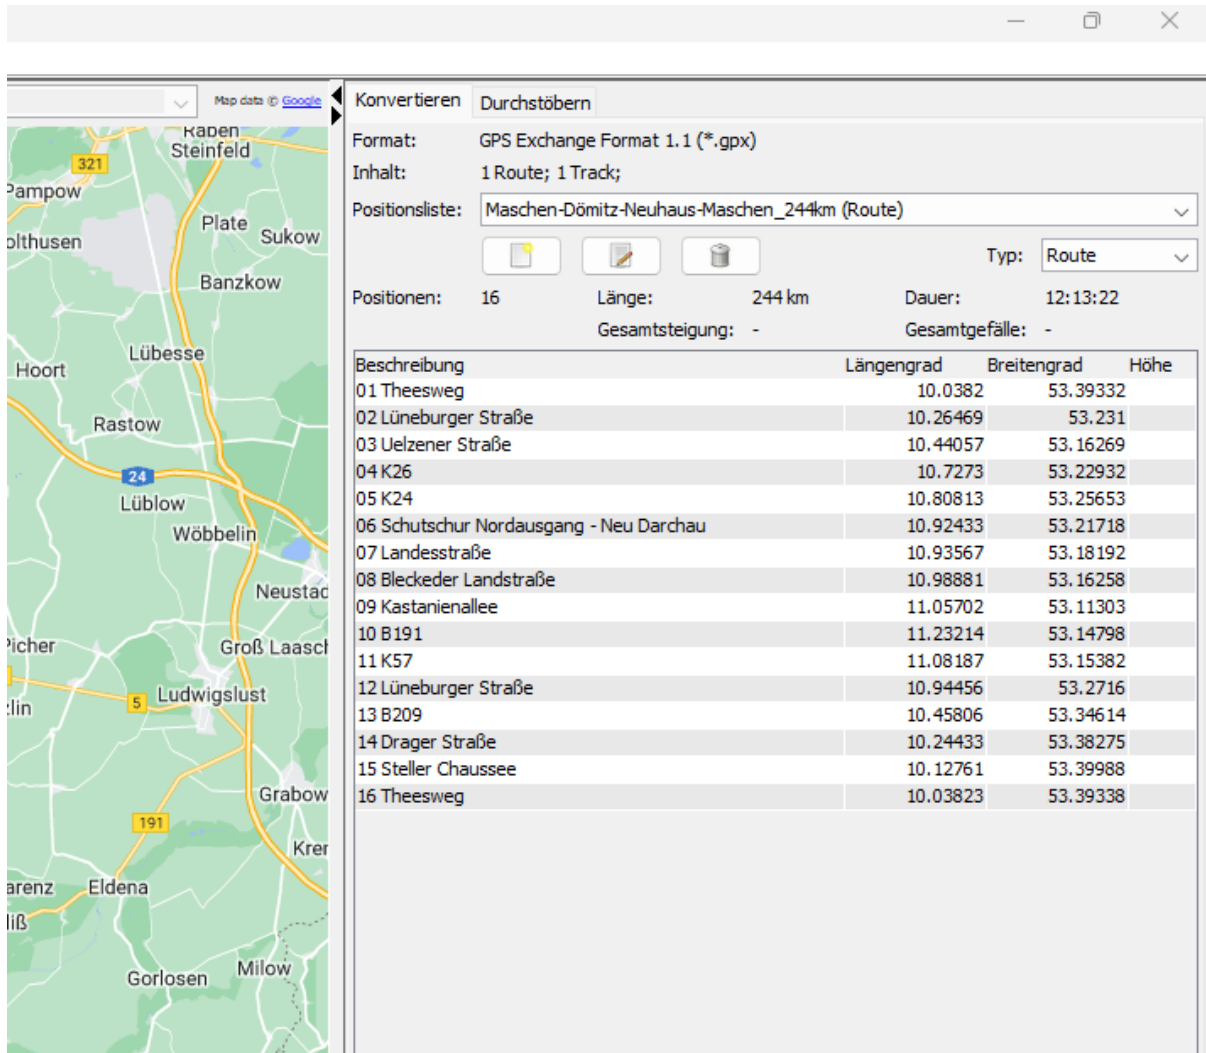 Map data © Google
Raben
Steinfeld
321
Pampow
Plate
Sukow
olthusen
Banzkow
Lübesse
Hoort
Rastow
24
Lüblow
Wöbbelin
Neustad
Picher
Groß Laasch
Ludwigslust
5
zlin
Grabow
191
Krem
arenz
Eldena
liß
Milow
Gorlosen
Konvertieren Durchstöbern
Format: GPS Exchange Format 1.1 (*.gpx)
Inhalt: 1 Route; 1 Track;
Positionsliste: Maschen-Dömitz-Neuhaus-Maschen_244km (Route)
Typ: Route
Positionen: 16 Länge: 244 km Dauer: 12:13:22
Gesamtsteigung: - Gesamtgefälle: -
Beschreibung Längengrad Breitengrad Höhe
01 Theesweg 10.0382 53.39332
02 Lüneburger Straße 10.26469 53.231
03 Uelzener Straße 10.44057 53.16269
04 K26 10.7273 53.22932
05 K24 10.80813 53.25653
06 Schutschur Nordausgang - Neu Darchau 10.92433 53.21718
07 Landesstraße 10.93567 53.18192
08 Bleckeder Landstraße 10.98881 53.16258
09 Kastanienallee 11.05702 53.11303
10 B191 11.23214 53.14798
11 K57 11.08187 53.15382
12 Lüneburger Straße 10.94456 53.2716
13 B209 10.45806 53.34614
14 Drager Straße 10.24433 53.38275
15 Steller Chaussee 10.12761 53.39988
16 Theesweg 10.03823 53.39338